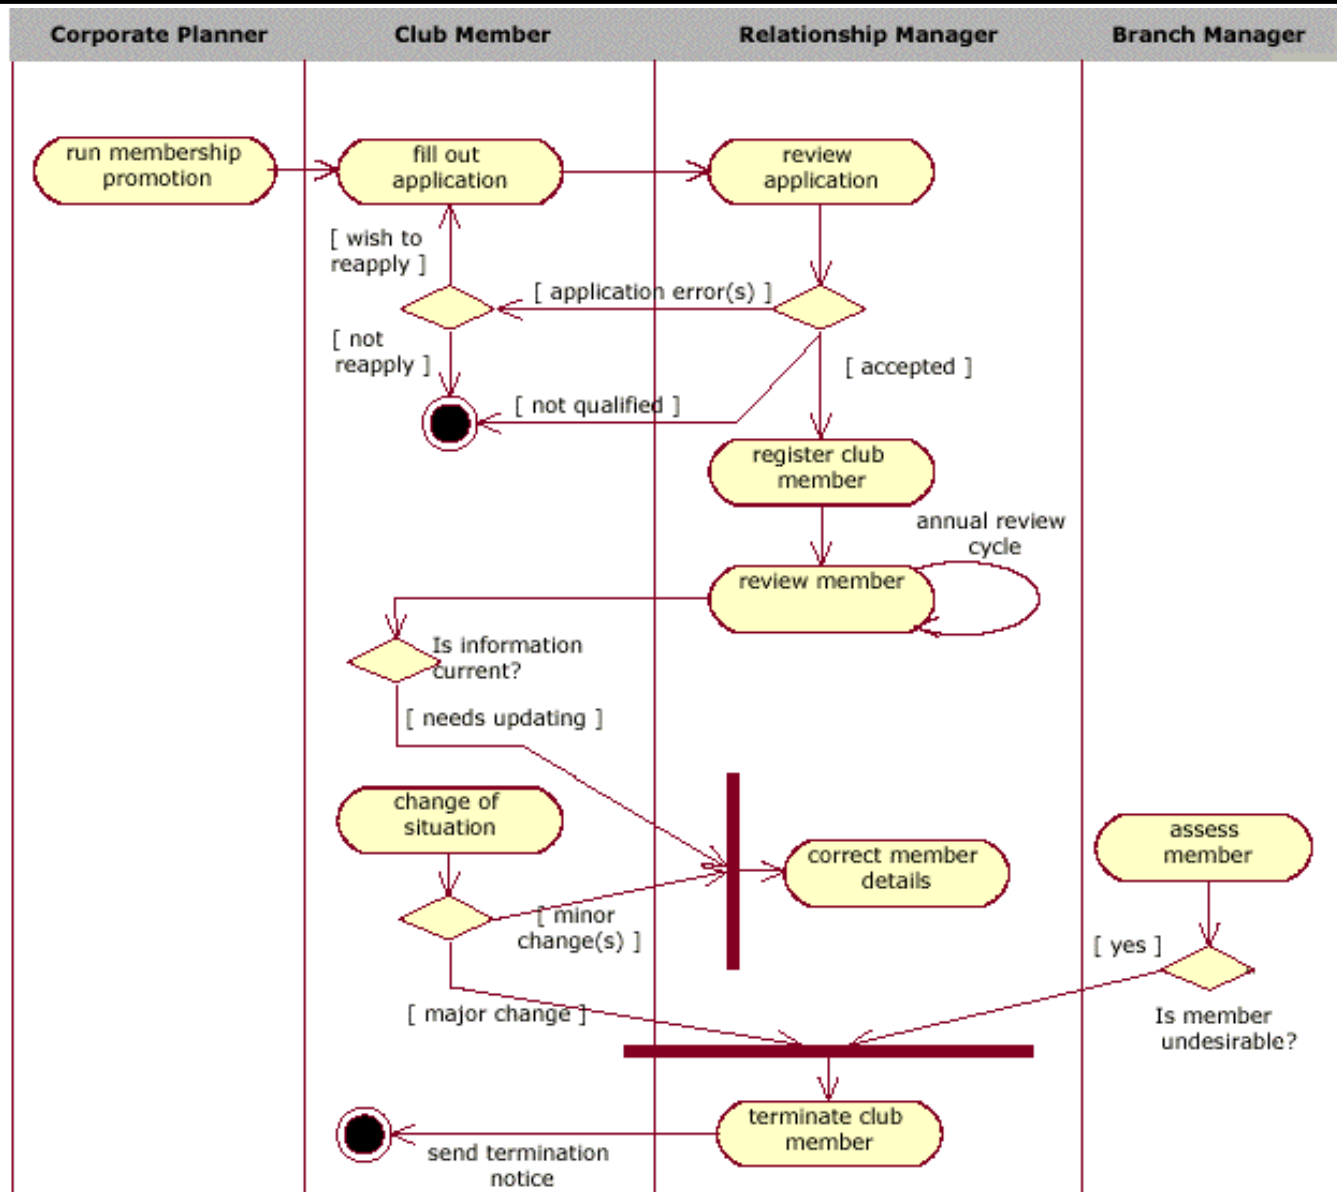 Corporate Planner
Club Member
Relationship Manager
Branch Manager
run membership
promotion
fill out
application
review
application
[ wish to
reapply ]
[ application error(s) ]
[ not
reapply ]
[ accepted ]
[ not qualified ]
register club
member
annual review
cycle
review member
Is information
current?
[ needs updating ]
change of
situation
correct member
details
assess
member
[ minor
change(s) ]
[ yes ]
[ major change ]
Is member
undesirable?
terminate club
member
send termination
notice